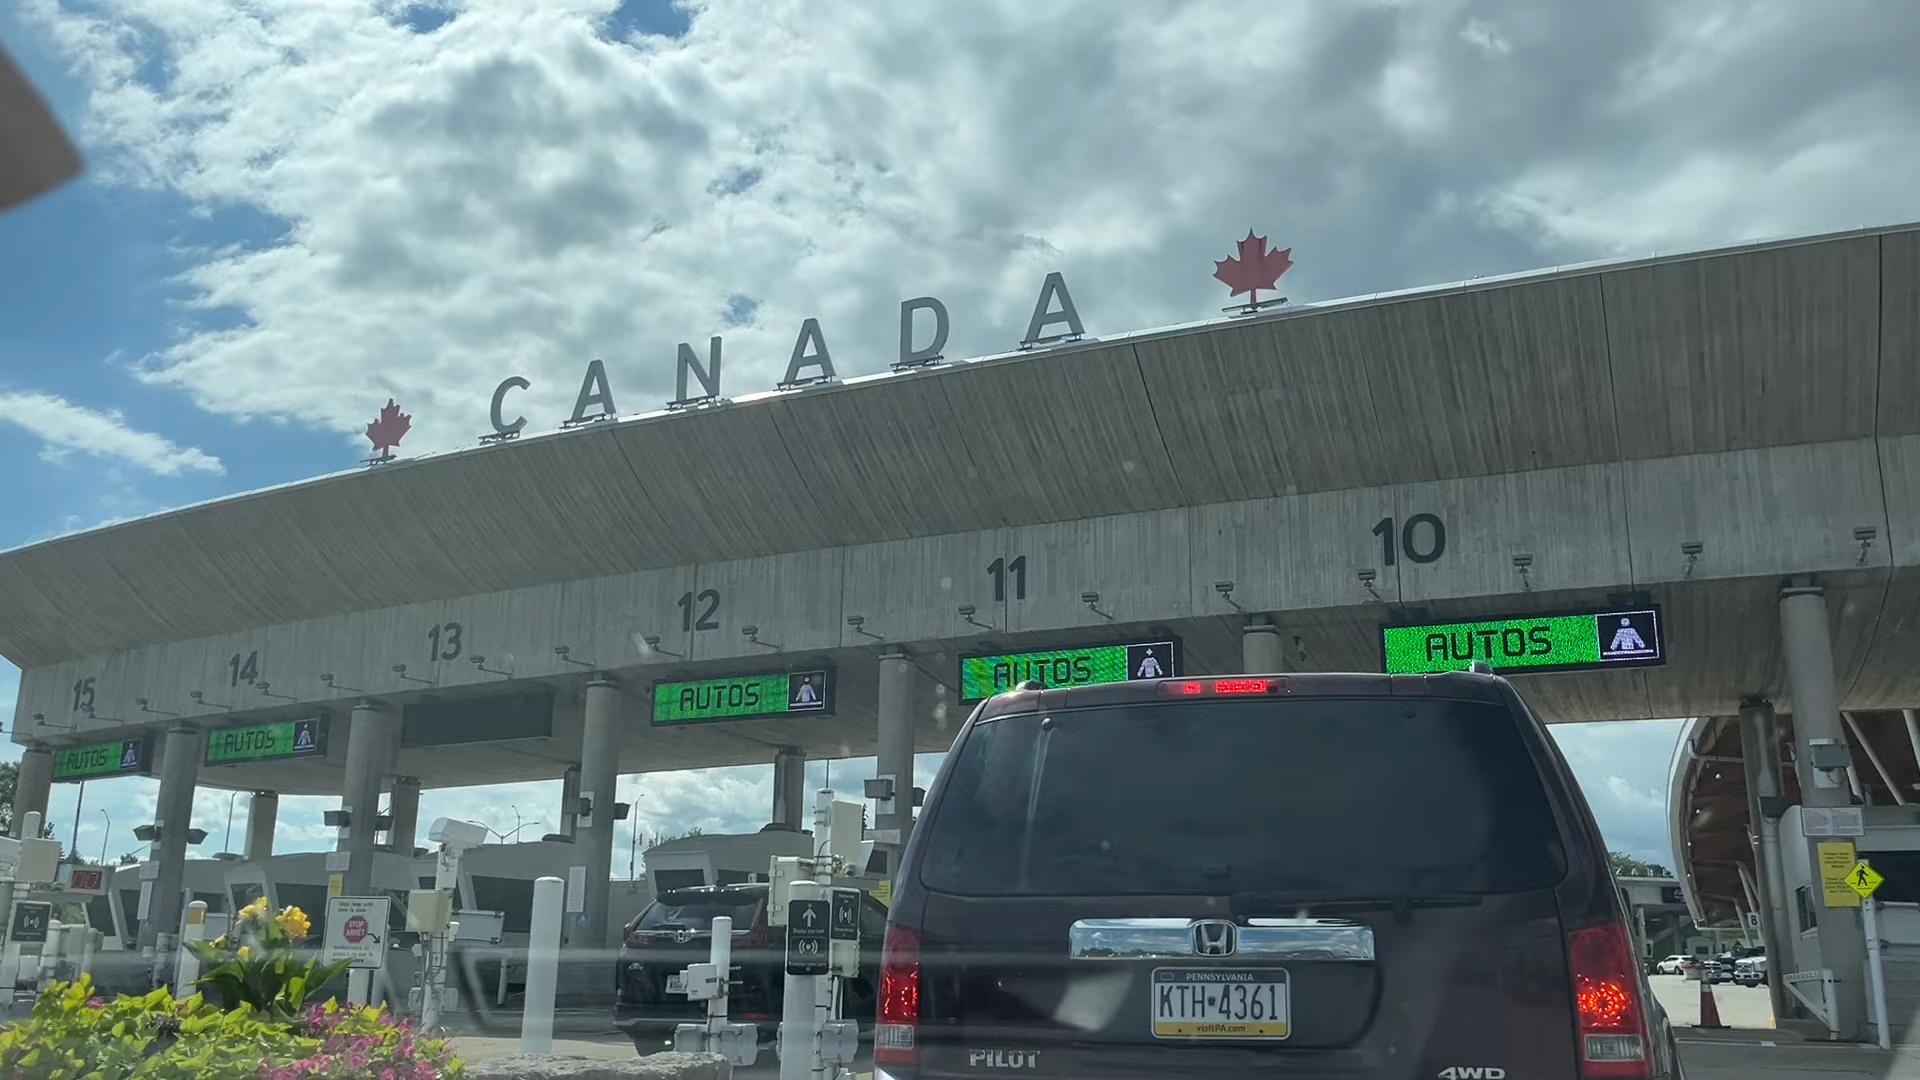 CANADA
10
11
12
13
14
15
AUTOS
AUTOS
AUTOS
AUTOS
AUTOS
STOP
ARRÊT
PENNSYLVANIA
KTH•4361
visitPA.com
PILOT
4WD
8